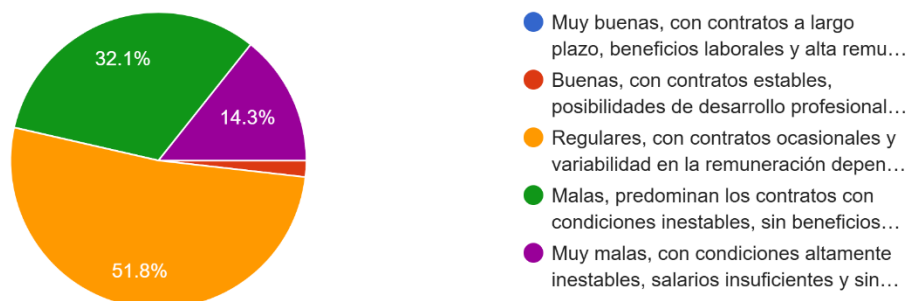 32.1%
14.3%
51.8%
Muy buenas, con contratos a largo
plazo, beneficios laborales y alta remu…
Buenas, con contratos estables,
posibilidades de desarrollo profesional…
Regulares, con contratos ocasionales y
variabilidad en la remuneración depen…
Malas, predominan los contratos con
condiciones inestables, sin beneficios…
Muy malas, con condiciones altamente
inestables, salarios insuficientes y sin…